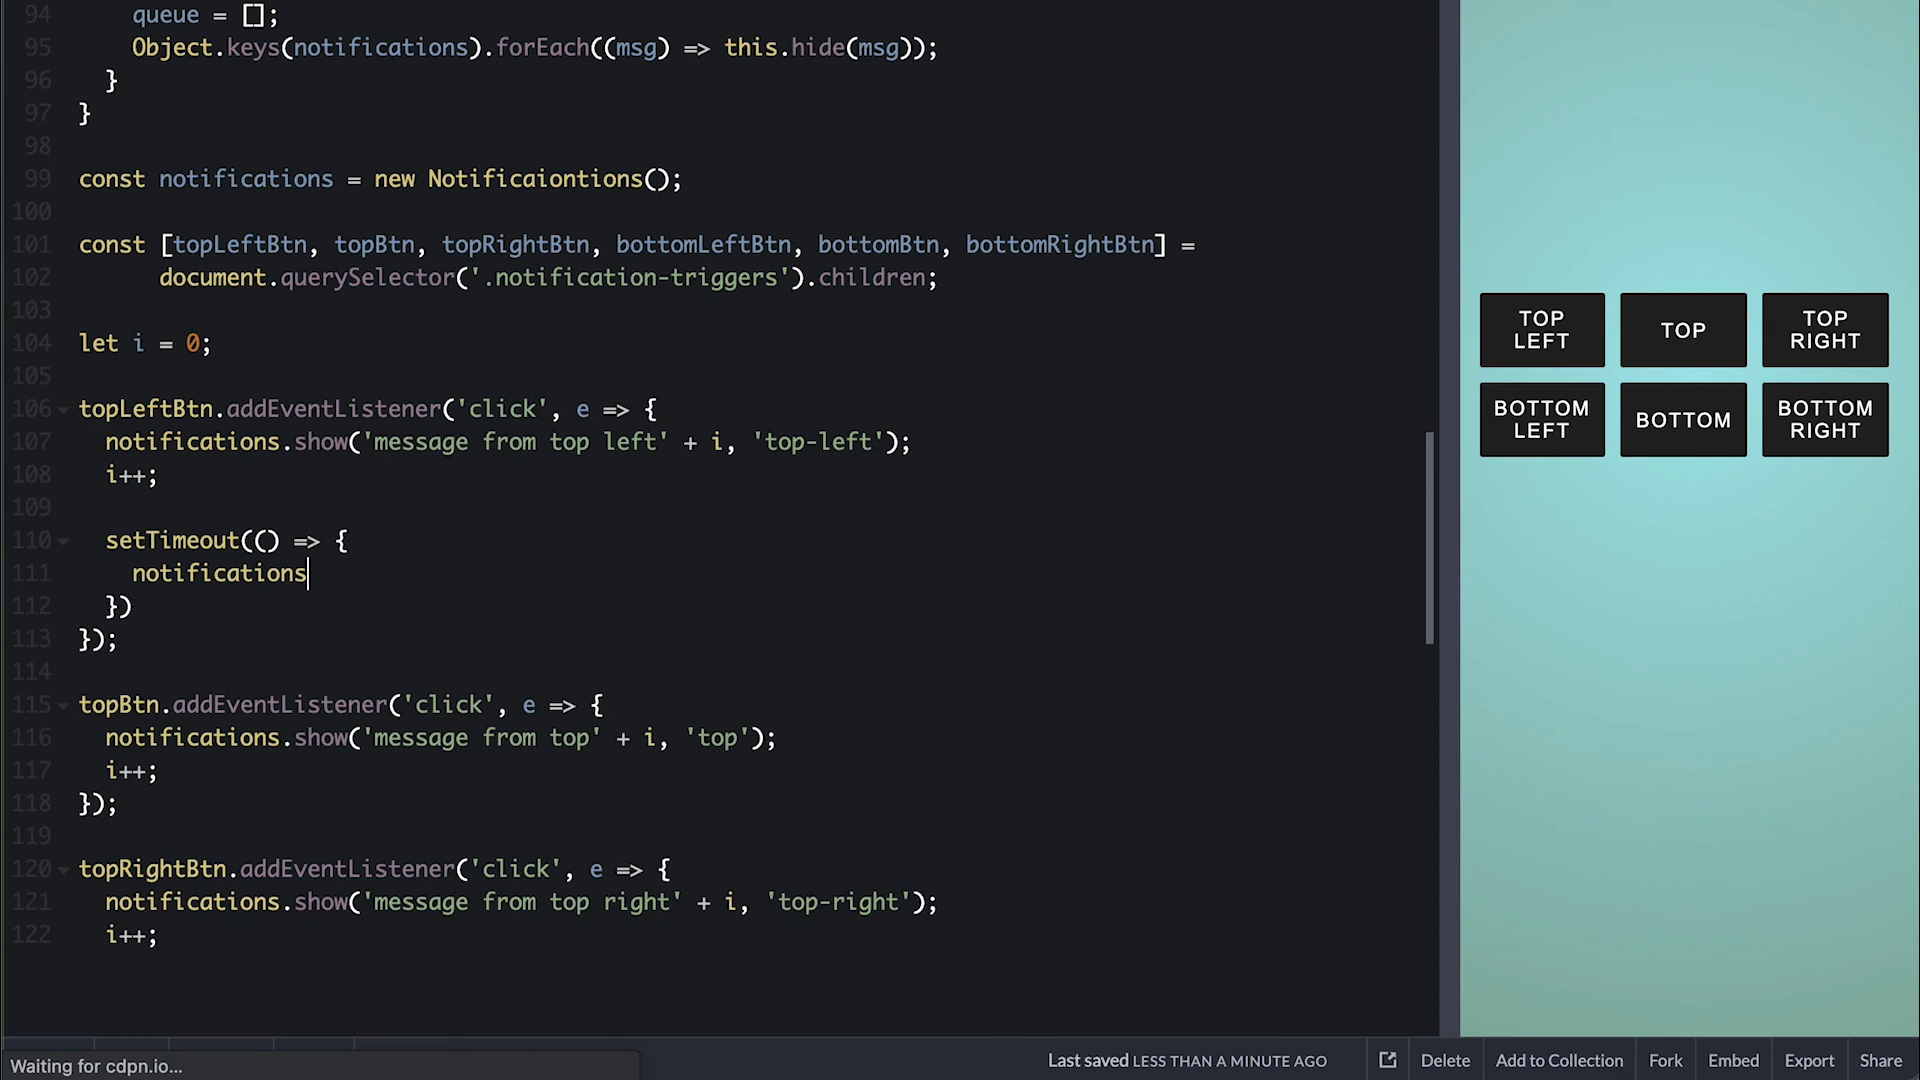 94 queue = [];
95 Object.keys(notifications).forEach((msg) => this.hide(msg));
96 }
97 }
98
99 const notifications = new Notificaiontions();
100
101 const [topLeftBtn, topBtn, topRightBtn, bottomLeftBtn, bottomBtn, bottomRightBtn] =
102 document.querySelector('.notification-triggers').children;
103
104 let i = 0;
105
106 topLeftBtn.addEventListener('click', e => {
107 notifications.show('message from top left' + i, 'top-left');
108 i++;
109
110 setTimeout(() => {
111 notifications
112 })
113 });
114
115 topBtn.addEventListener('click', e => {
116 notifications.show('message from top' + i, 'top');
117 i++;
118 });
119
120 topRightBtn.addEventListener('click', e => {
121 notifications.show('message from top right' + i, 'top-right');
122 i++;
TOP
LEFT
TOP
TOP
RIGHT
BOTTOM
LEFT
BOTTOM
BOTTOM
RIGHT
Waiting for cdpn.io...
Last saved LESS THAN A MINUTE AGO
Delete
Add to Collection
Fork
Embed
Export
Share